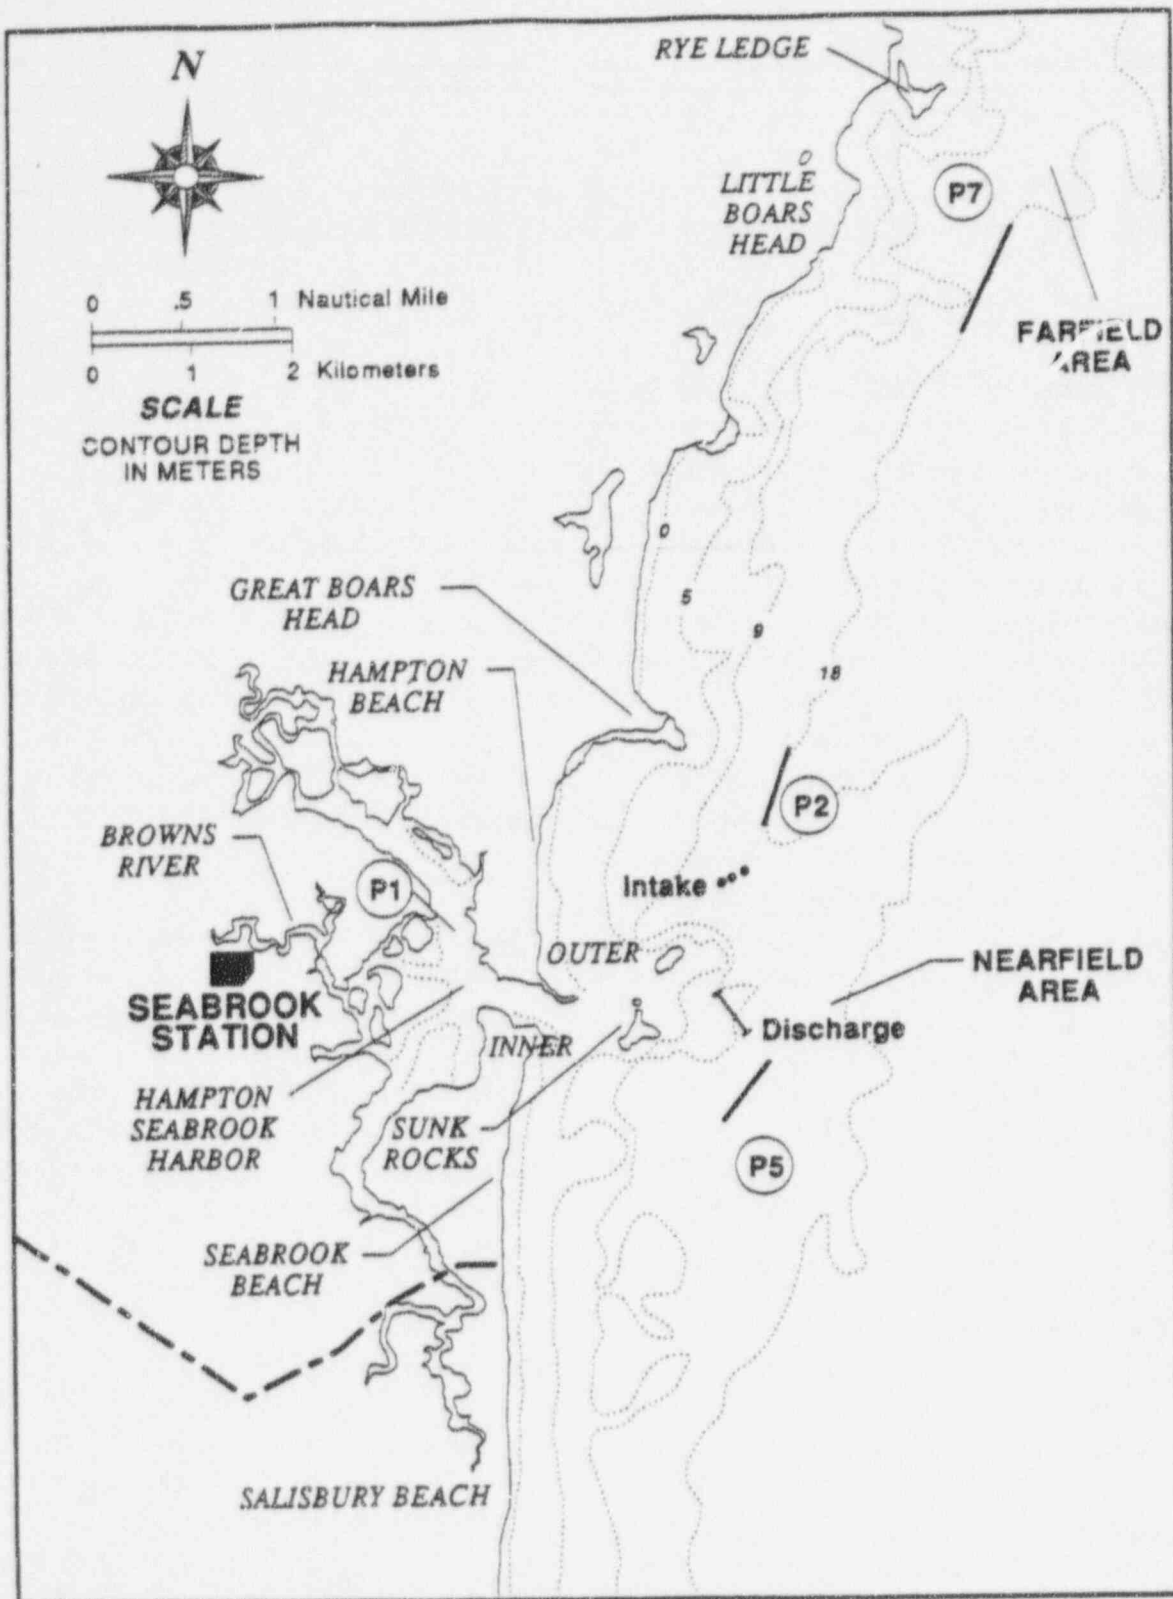 N
RYE LEDGE
LITTLE
BOARS
HEAD
P7
0 .5 1 Nautical Mile
0 1 2 Kilometers
SCALE
CONTOUR DEPTH
IN METERS
FARFIELD
AREA
0
5
9
18
GREAT BOARS
HEAD
HAMPTON
BEACH
P2
BROWNS
RIVER
P1
Intake
OUTER
NEARFIELD
AREA
SEABROOK
STATION
Discharge
INNER
HAMPTON
SEABROOK
HARBOR
SUNK
ROCKS
P5
SEABROOK
BEACH
SALISBURY BEACH